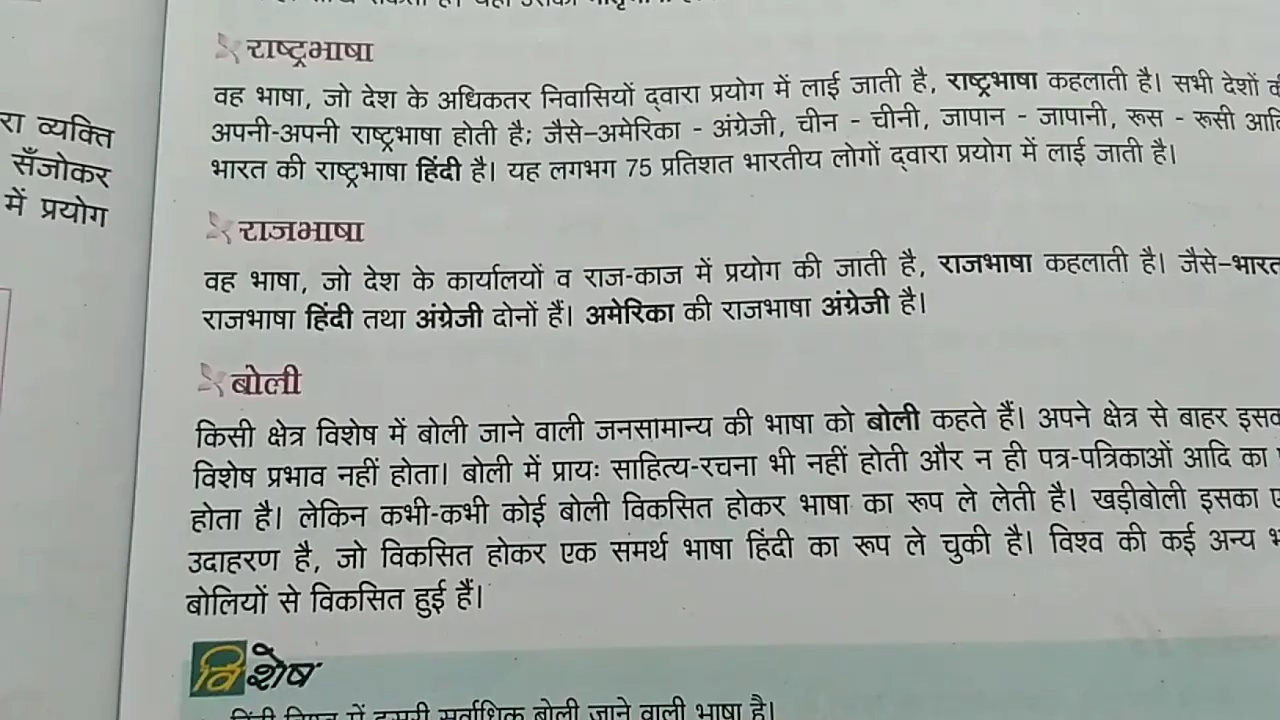 राष्ट्रभाषा
वह भाषा, जो देश के अधिकतर निवासियों द्वारा प्रयोग में लाई जाती है, राष्ट्रभाषा कहलाती है। सभी देशों
अपनी-अपनी राष्ट्रभाषा होती है; जैसे–अमेरिका - अंग्रेज़ी, चीन - चीनी, जापान - जापानी, रूस - रूसी
भारत की राष्ट्रभाषा हिंदी है। यह लगभग 75 प्रतिशत भारतीय लोगों द्वारा प्रयोग में लाई जाती है।
रा व्यक्ति
सँजोकर
में प्रयोग
राजभाषा
वह भाषा, जो देश के कार्यालयों व राज-काज में प्रयोग की जाती है, राजभाषा कहलाती है। जैसे–भारत
राजभाषा हिंदी तथा अंग्रेज़ी दोनों हैं। अमेरिका की राजभाषा अंग्रेज़ी है।
बोली
किसी क्षेत्र विशेष में बोली जाने वाली जनसामान्य की भाषा को बोली कहते हैं। अपने क्षेत्र से बाहर
विशेष प्रभाव नहीं होता। बोली में प्रायः साहित्य-रचना भी नहीं होती और न ही पत्र-पत्रिकाओं आदि का
होता है। लेकिन कभी-कभी कोई बोली विकसित होकर भाषा का रूप ले लेती है। खड़ीबोली इसका
उदाहरण है, जो विकसित होकर एक समर्थ भाषा हिंदी का रूप ले चुकी है। विश्व की कई अन्य
बोलियों से विकसित हुई हैं।
विशेष
में दूसरी सर्वाधिक बोली जाने वाली भाषा है।